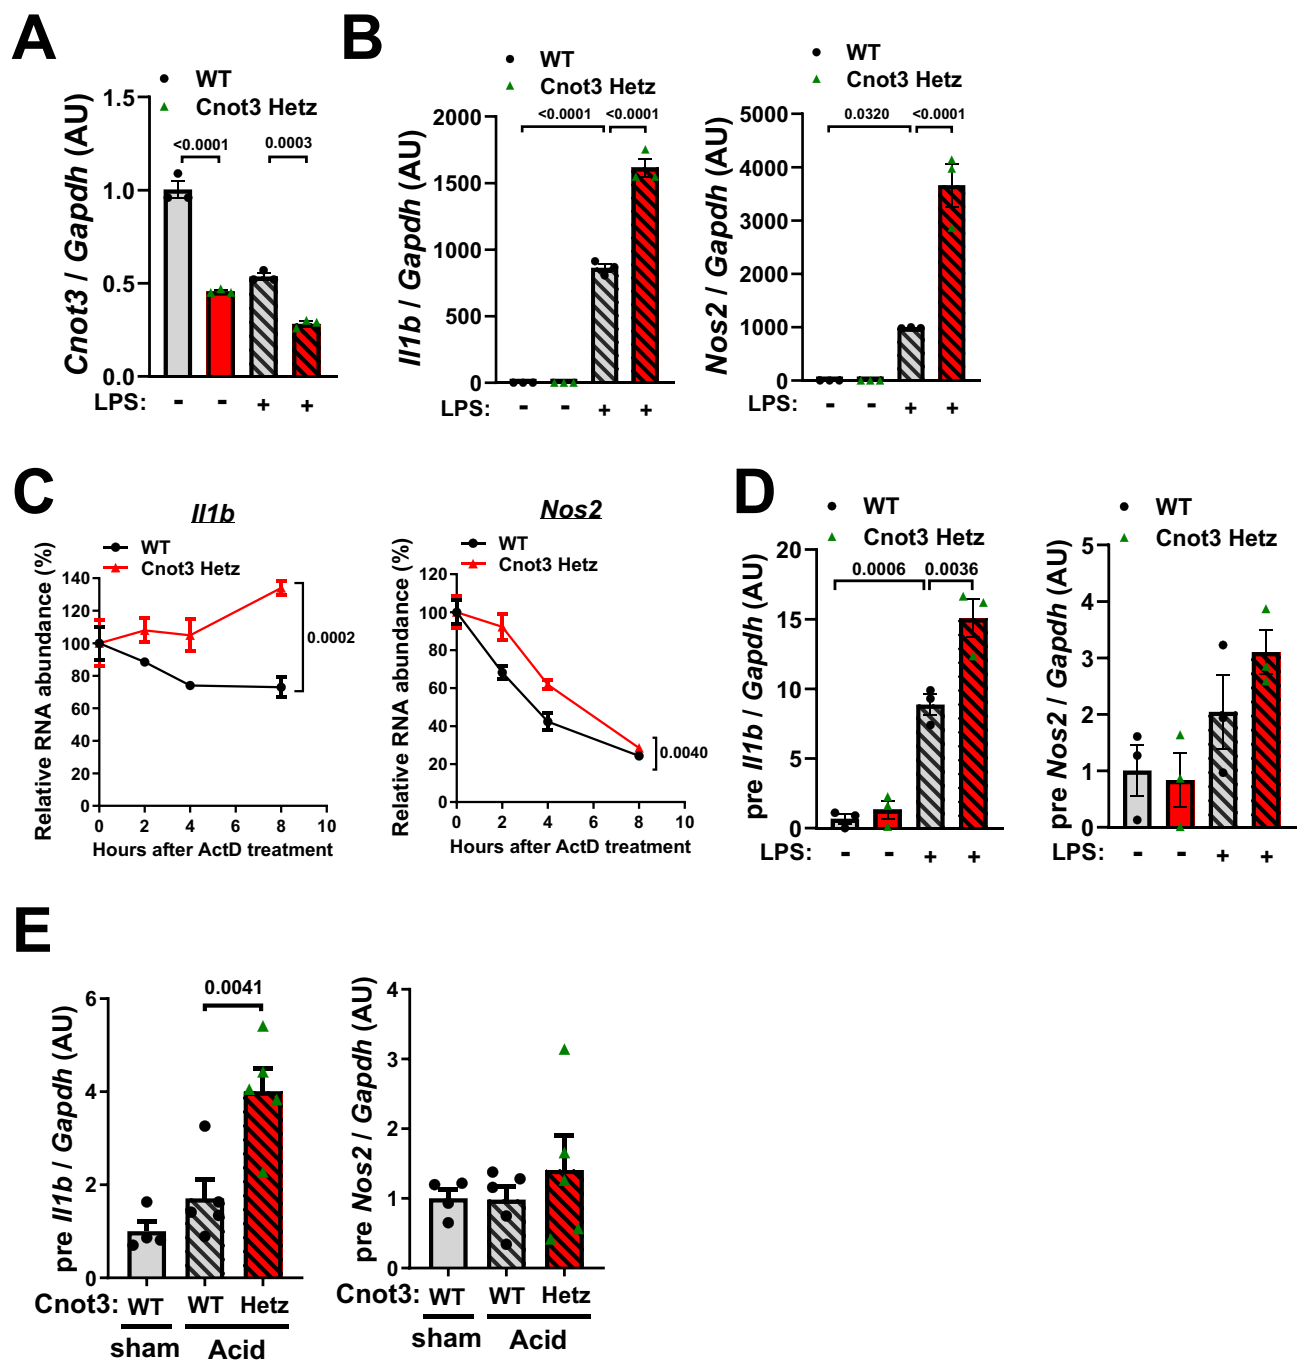 A
WT
Cnot3 Hetz
Cnot3 / Gapdh (AU)
1.5
1.0
0.5
0.0
<0.0001
0.0003
LPS: - - + +
B
WT
Cnot3 Hetz
Il1b / Gapdh (AU)
2000
1500
1000
500
0
<0.0001 <0.0001
LPS: - - + +
WT
Cnot3 Hetz
Nos2 / Gapdh (AU)
5000
4000
3000
2000
1000
0
0.0320 <0.0001
LPS: - - + +
C
Il1b
WT
Cnot3 Hetz
Relative RNA abundance (%)
140
120
100
80
60
40
20
0
0.0002
0 2 4 6 8 10
Hours after ActD treatment
Nos2
WT
Cnot3 Hetz
Relative RNA abundance (%)
120
100
80
60
40
20
0
0.0040
0 2 4 6 8 10
Hours after ActD treatment
D
WT
Cnot3 Hetz
pre Il1b / Gapdh (AU)
20
15
10
5
0
0.0006 0.0036
LPS: - - + +
WT
Cnot3 Hetz
pre Nos2 / Gapdh (AU)
5
4
3
2
1
0
LPS: - - + +
E
pre Il1b / Gapdh (AU)
6
4
2
0
0.0041
Cnot3: WT WT Hetz
sham Acid
pre Nos2 / Gapdh (AU)
4
3
2
1
0
Cnot3: WT WT Hetz
sham Acid